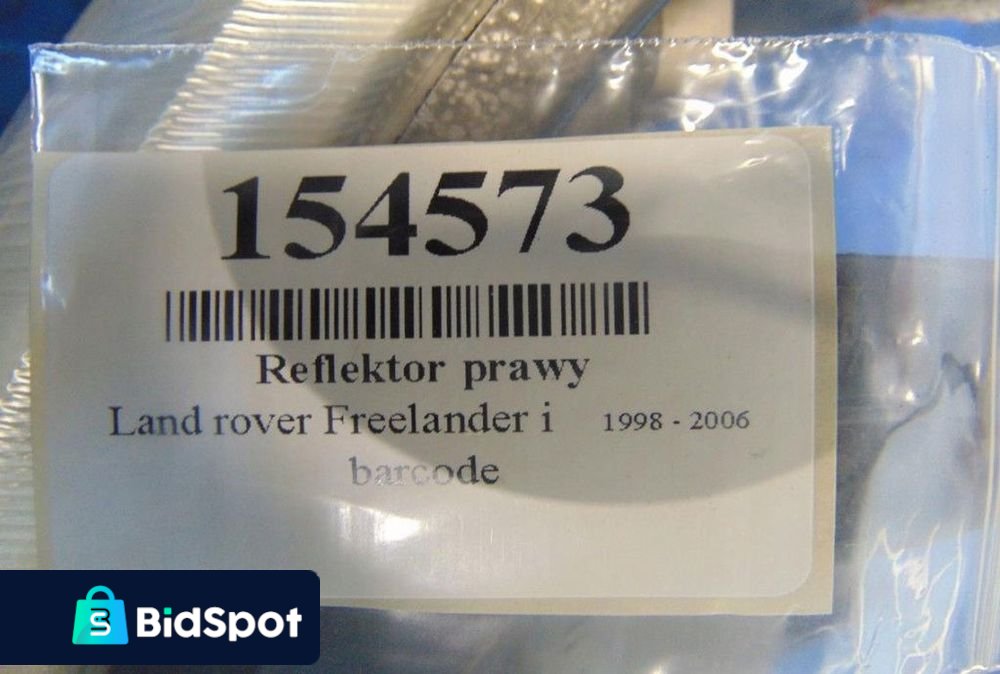 154573
Reflektor prawy
Land rover Freelander i 1998 - 2006
barcode
BidSpot